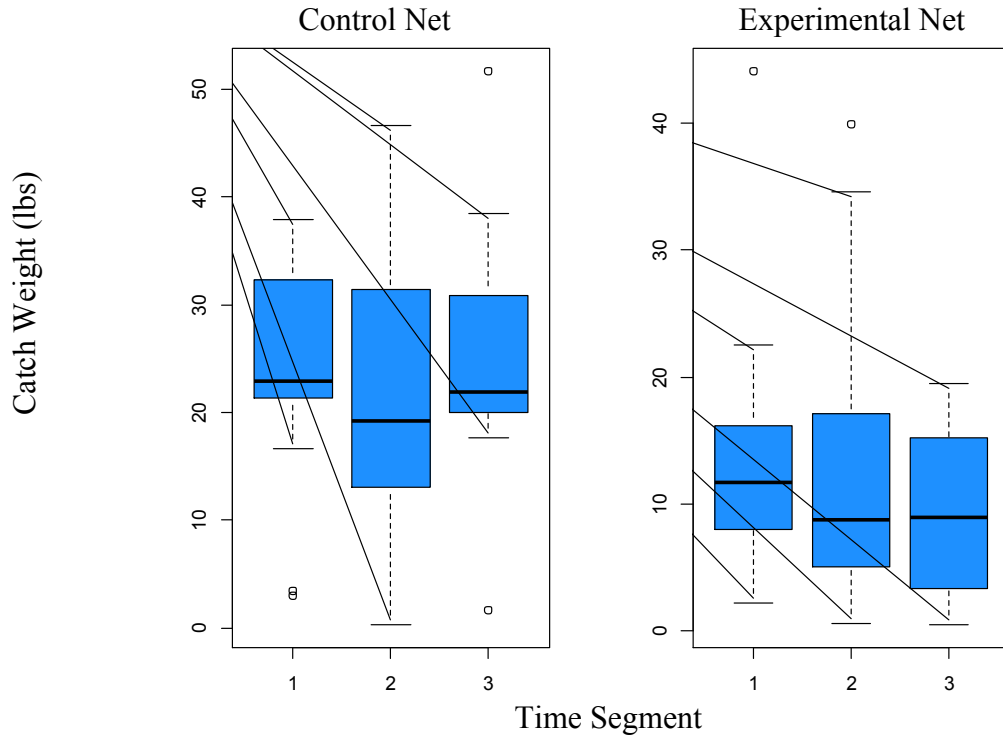 Control Net
Experimental Net
Catch Weight (lbs)
50
40
30
20
10
0
40
30
20
10
0
1 2 3
1 2 3
Time Segment